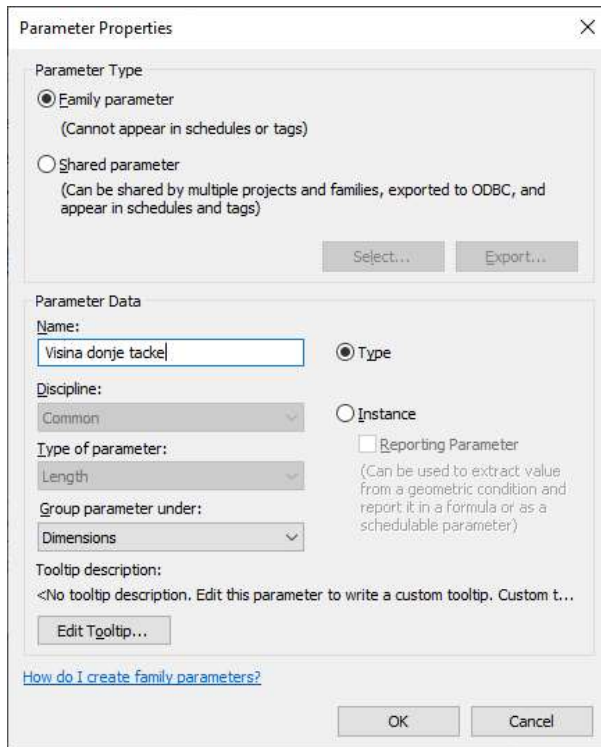 Parameter Properties
Parameter Type
Family parameter
(Cannot appear in schedules or tags)
Shared parameter
(Can be shared by multiple projects and families, exported to ODBC, and
appear in schedules and tags)
Select...
Export...
Parameter Data
Name:
Visina donje tacke
Type
Discipline:
Common
Instance
Reporting Parameter
Type of parameter:
Length
(Can be used to extract value
from a geometric condition and
report it in a formula or as a
schedulable parameter)
Group parameter under:
Dimensions
Tooltip description:
<No tooltip description. Edit this parameter to write a custom tooltip. Custom t...
Edit Tooltip...
How do I create family parameters?
OK
Cancel